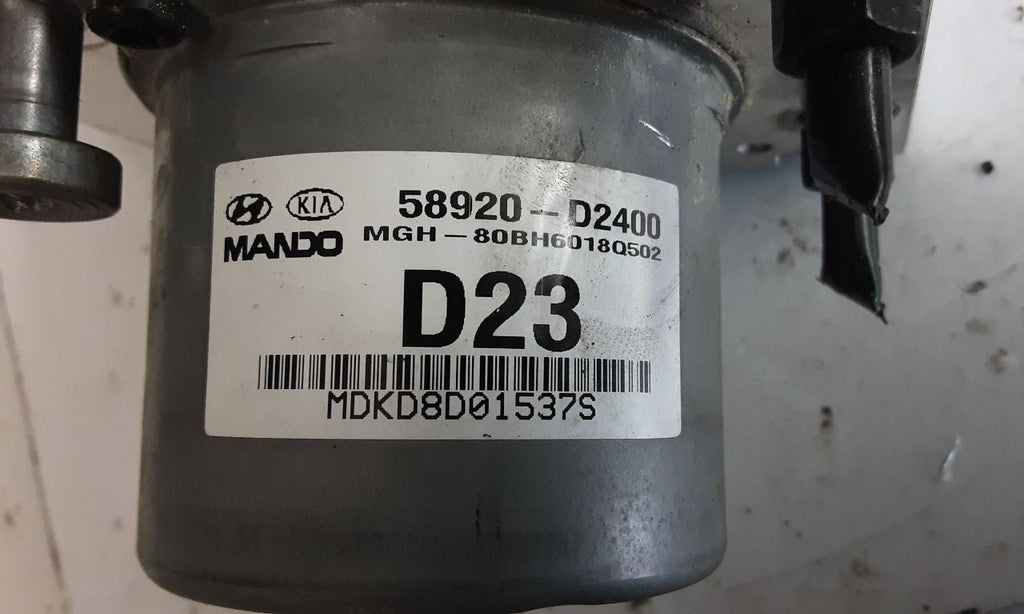 KIA 58920-D2400
MANDO MGH-80BH6018Q502
D23
MDKD8D01537S